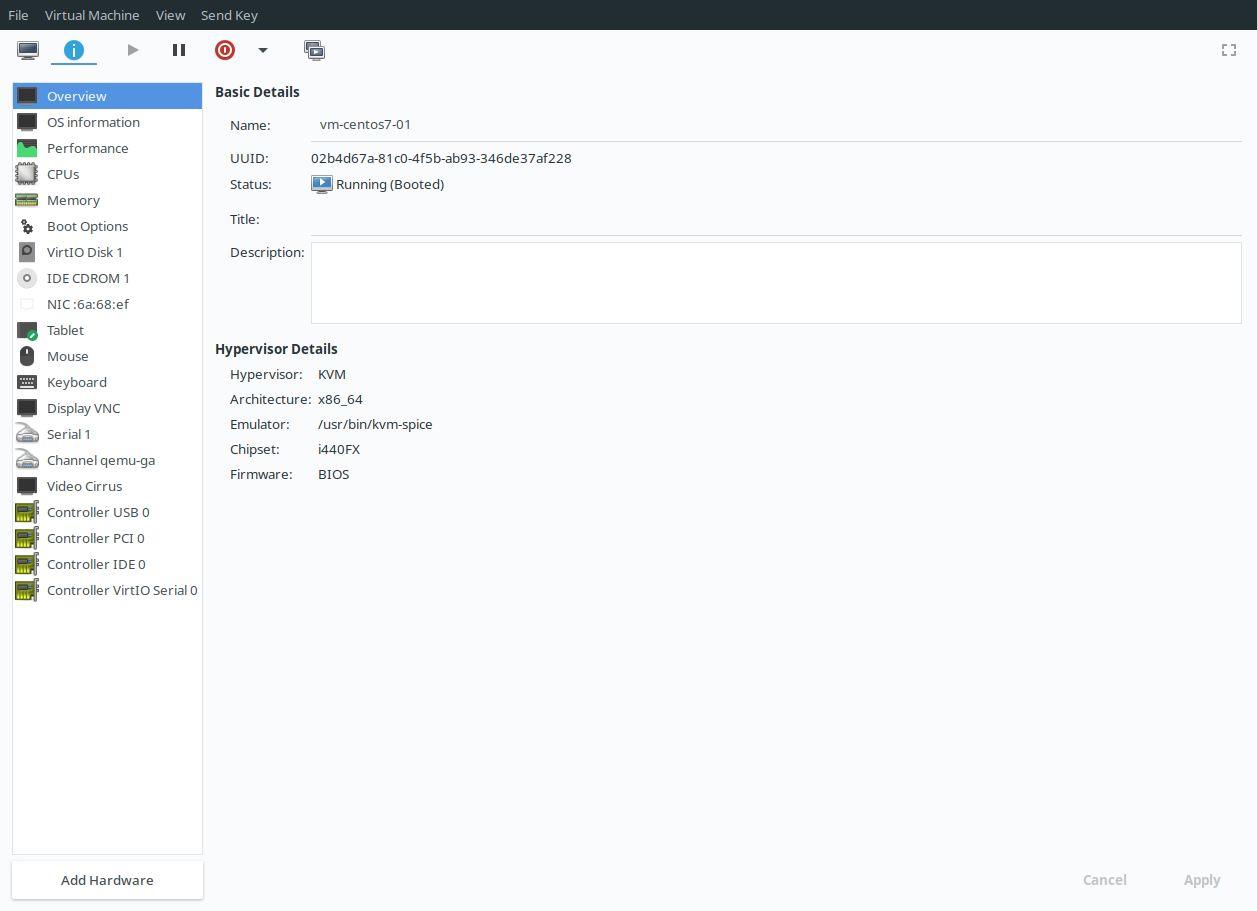 File Virtual Machine View Send Key
Overview
OS information
Performance
CPUs
Memory
Boot Options
VirtIO Disk 1
IDE CDROM 1
NIC :6a:68:ef
Tablet
Mouse
Keyboard
Display VNC
Serial 1
Channel qemu-ga
Video Cirrus
Controller USB 0
Controller PCI 0
Controller IDE 0
Controller VirtIO Serial 0
Add Hardware
Basic Details
Name: vm-centos7-01
UUID: 02b4d67a-81c0-4f5b-ab93-346de37af228
Status: Running (Booted)
Title:
Description:
Hypervisor Details
Hypervisor: KVM
Architecture: x86_64
Emulator: /usr/bin/kvm-spice
Chipset: i440FX
Firmware: BIOS
Cancel Apply